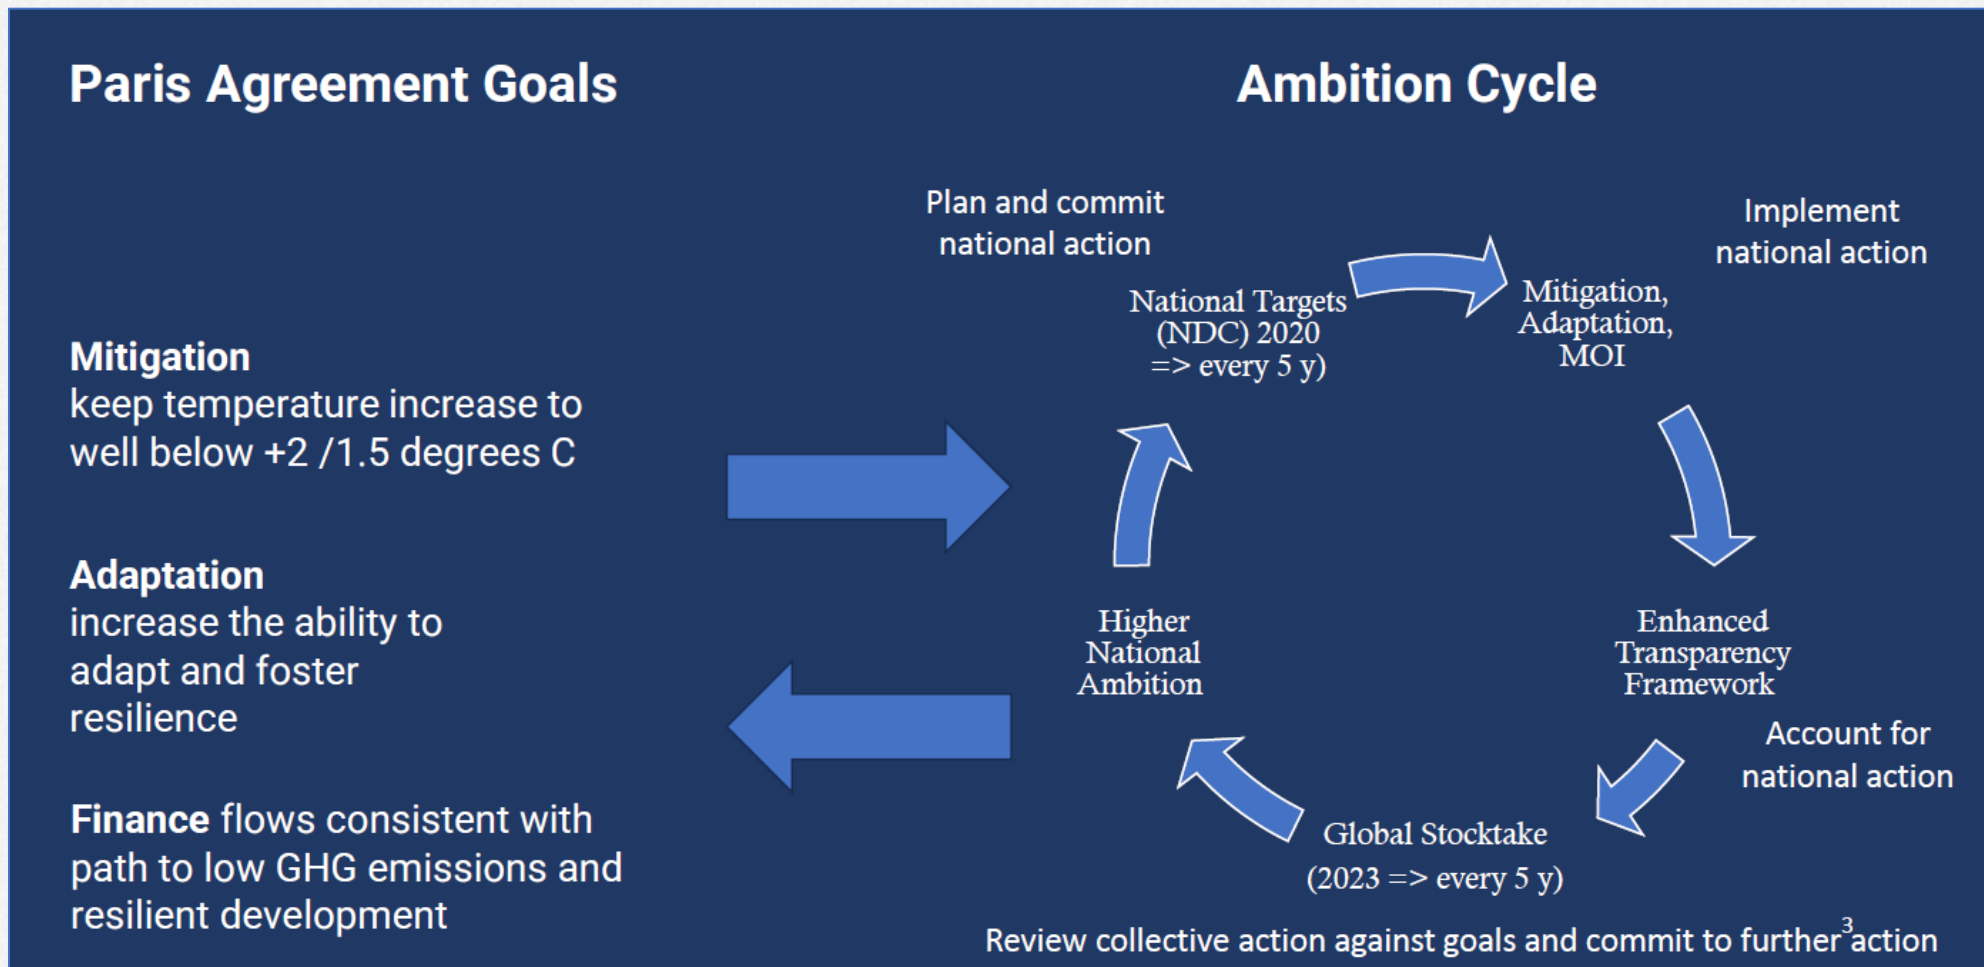 Paris Agreement Goals
Mitigation
keep temperature increase to
well below +2 /1.5 degrees C
Adaptation
increase the ability to
adapt and foster
resilience
Finance flows consistent with
path to low GHG emissions and
resilient development
Ambition Cycle
Plan and commit
national action
National Targets
(NDC) 2020
=> every 5 y)
Implement
national action
Mitigation,
Adaptation,
MOI
Enhanced
Transparency
Framework
Account for
national action
Global Stocktake
(2023 => every 5 y)
Higher
National
Ambition
Review collective action against goals and commit to further action
3